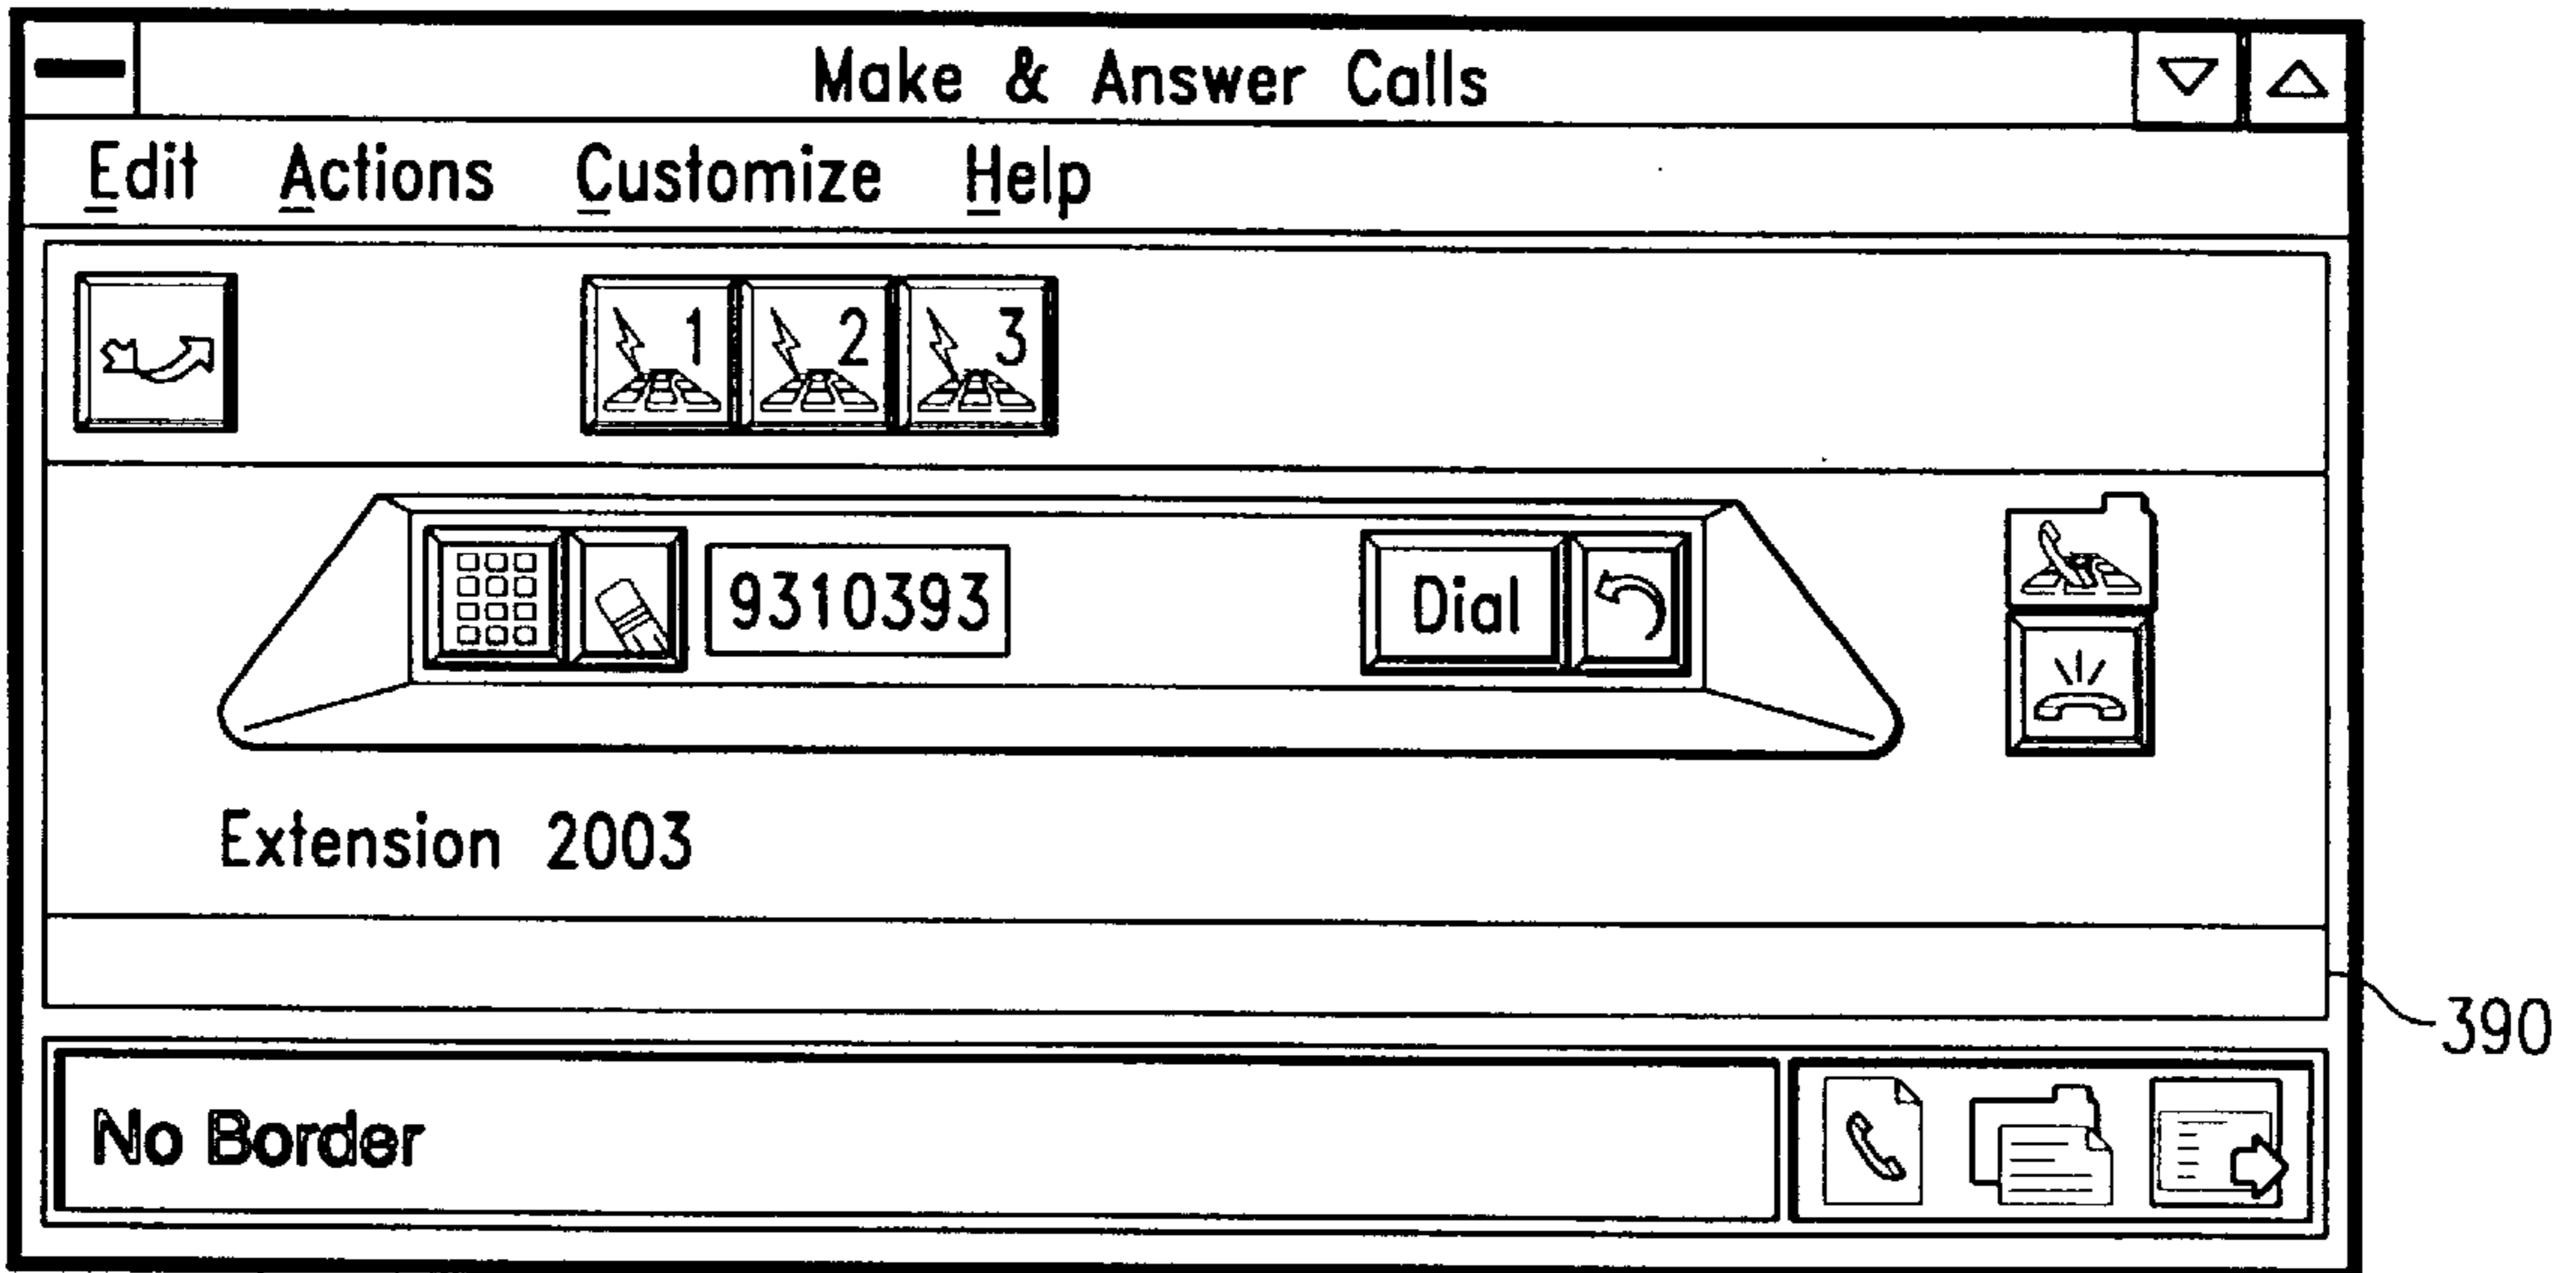 Make & Answer Calls
Edit Actions Customize Help
1 2 3
9310393 Dial
Extension 2003
390
No Border